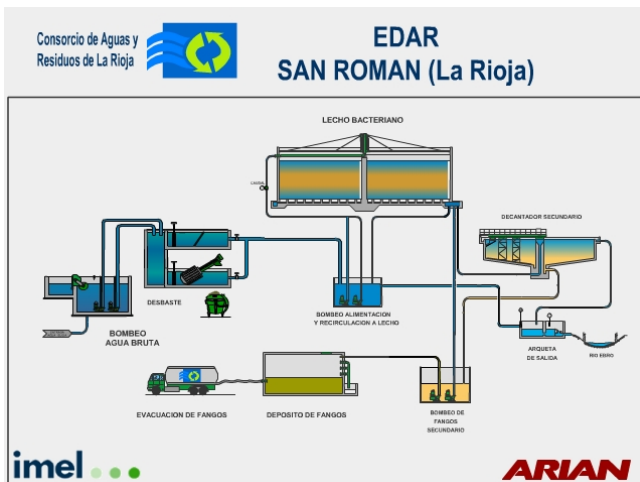 Consorcio de Aguas y
Residuos de La Rioja
EDAR
SAN ROMAN (La Rioja)
LECHO BACTERIANO
DECANTADOR SECUNDARIO
DESBASTE
BOMBEO
AGUA BRUTA
BOMBEO ALIMENTACION
Y RECIRCULACION A LECHO
ARQUETA
DE SALIDA
RIO EBRO
EVACUACION DE FANGOS
DEPOSITO DE FANGOS
BOMBEO DE
FANGOS
SECUNDARIO
imel
ARIAN